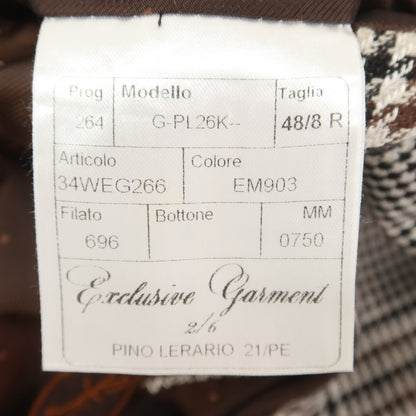 Prog Modello Taglia
264 G-PL26K-- 48/8 R
Articolo Colore
34WEG266 EM903
Filato Bottone MM
696 0750
Exclusive Garment
2/6
PINO LERARIO 21/PE